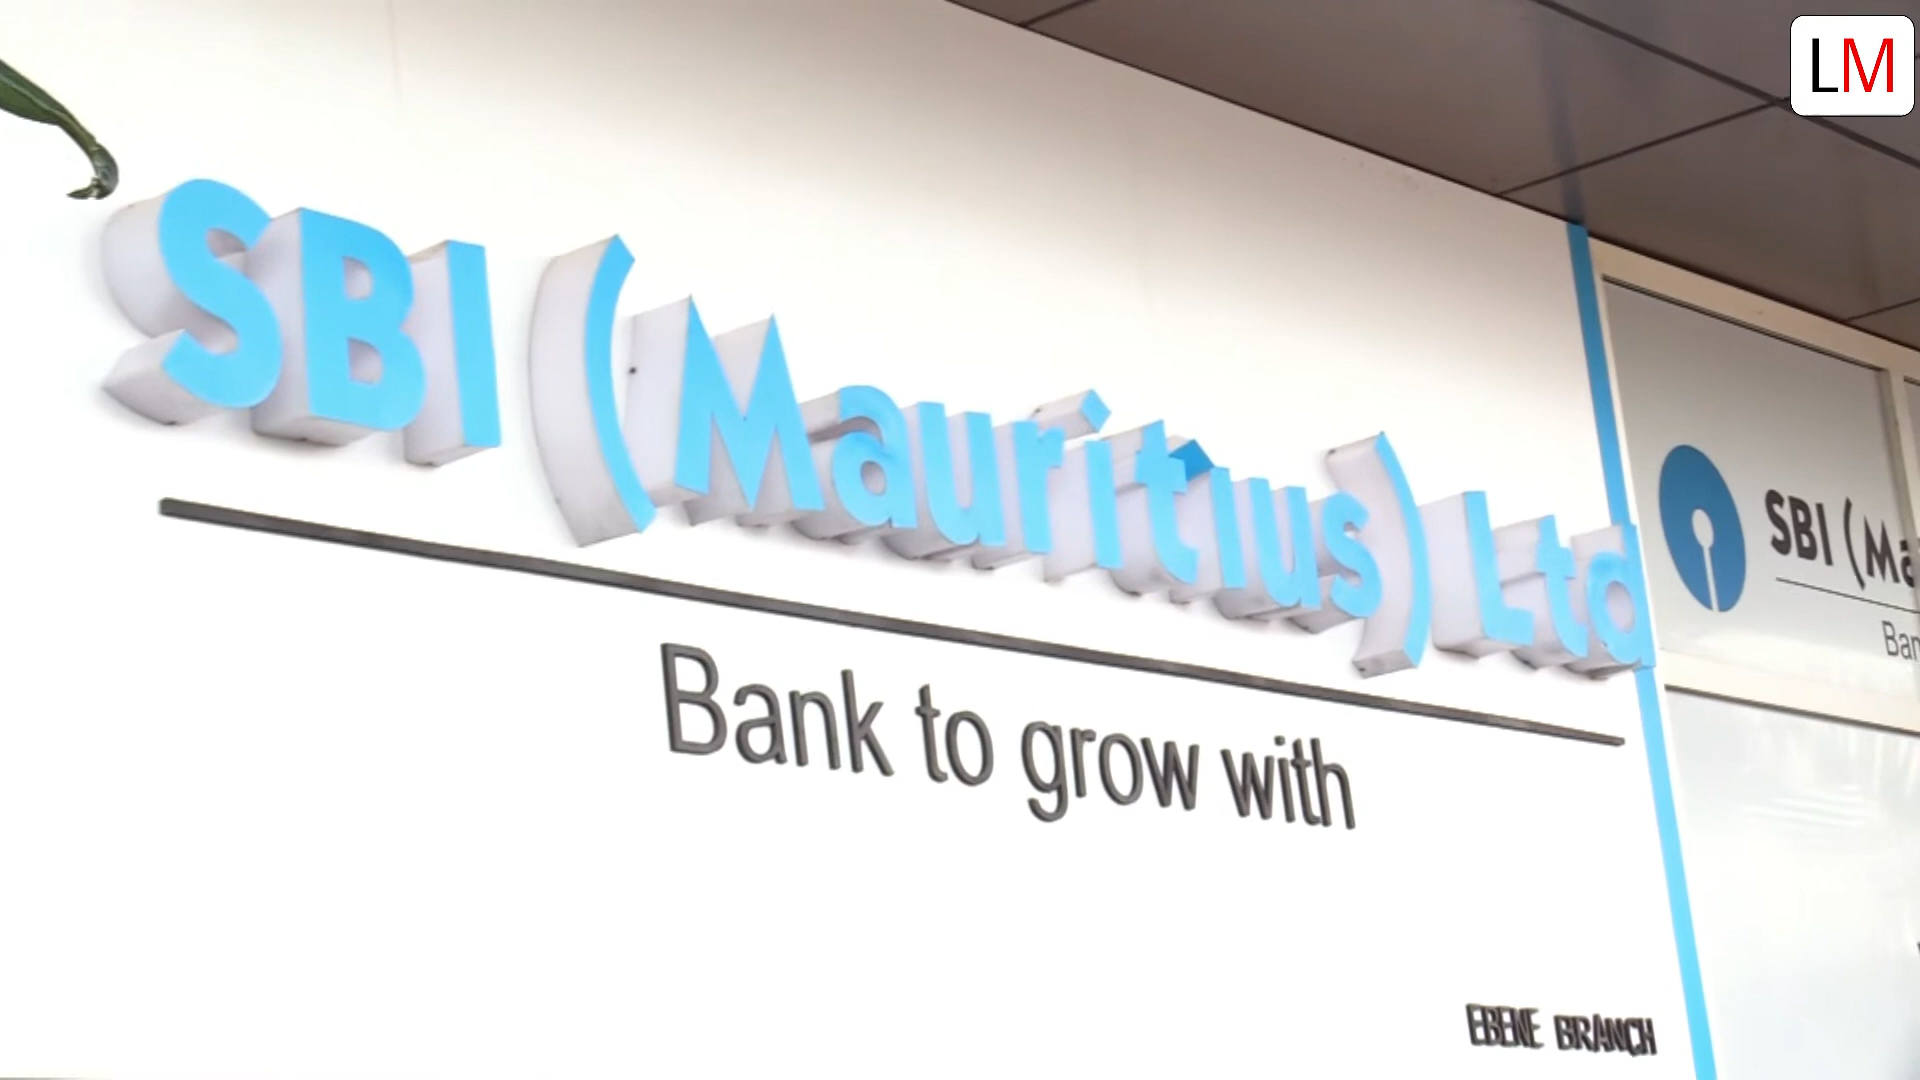 LM
SBI (Mauritius) Ltd
Bank to grow with
EBENE BRANCH
SBI (Ma
Ban